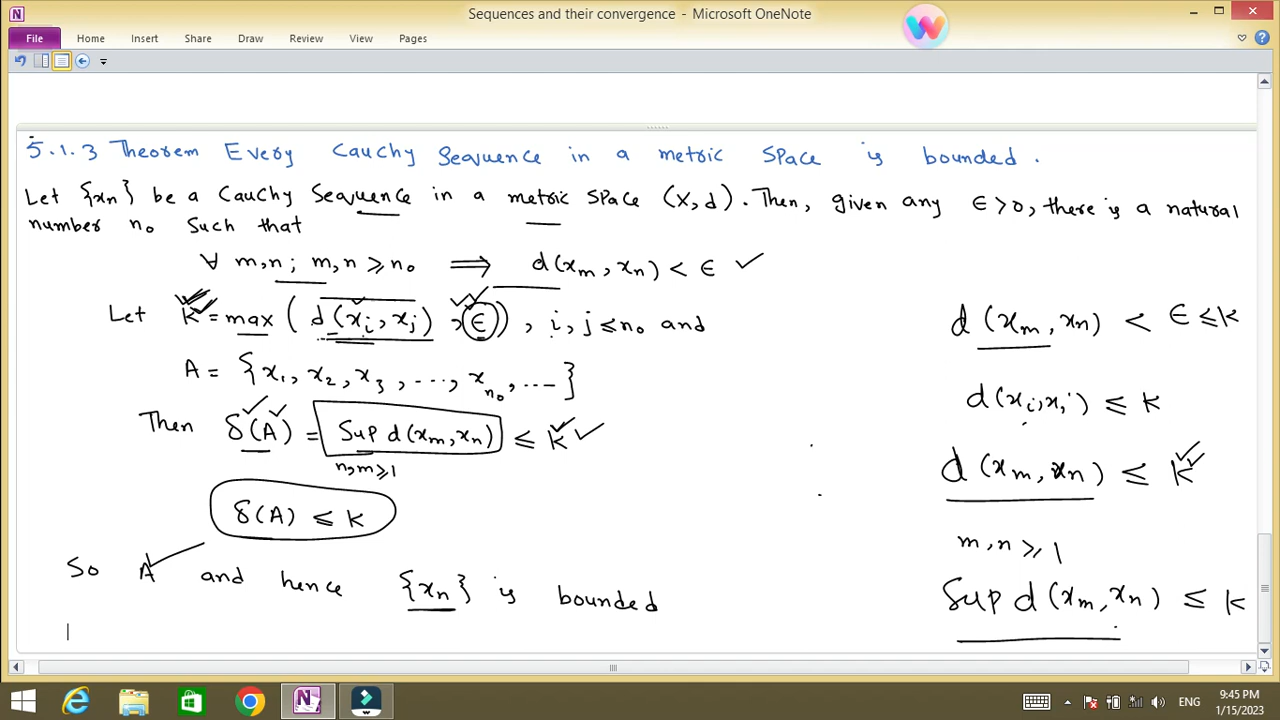 Sequences and their convergence - Microsoft OneNote
File Home Insert Share Draw Review View Pages
5.1.3 Theorem Every Cauchy Sequence in a metric Space is bounded.
Let {xn} be a Cauchy Sequence in a metric Space (X,d). Then, given any ϵ>0, there is a natural
number n₀ Such that
∀ m,n; m,n ⩾ n₀ ⟹ d(xm, xn) < ϵ ✓
Let K = max ( d(xi, xj), ϵ ), i, j ⩽ n₀ and
A = {x₁, x₂, x₃, ..., xn₀, ...}
Then δ(A) = Sup d(xm, xn) ⩽ K ✓
n,m ⩾ 1
δ(A) ⩽ K
So A and hence {xn} is bounded
d(xm, xn) < ϵ ⩽ K
d(xi, xj) ⩽ K
d(xm, xn) ⩽ K
m,n ⩾ 1
Sup d(xm, xn) ⩽ K
ENG
9:45 PM
1/15/2023